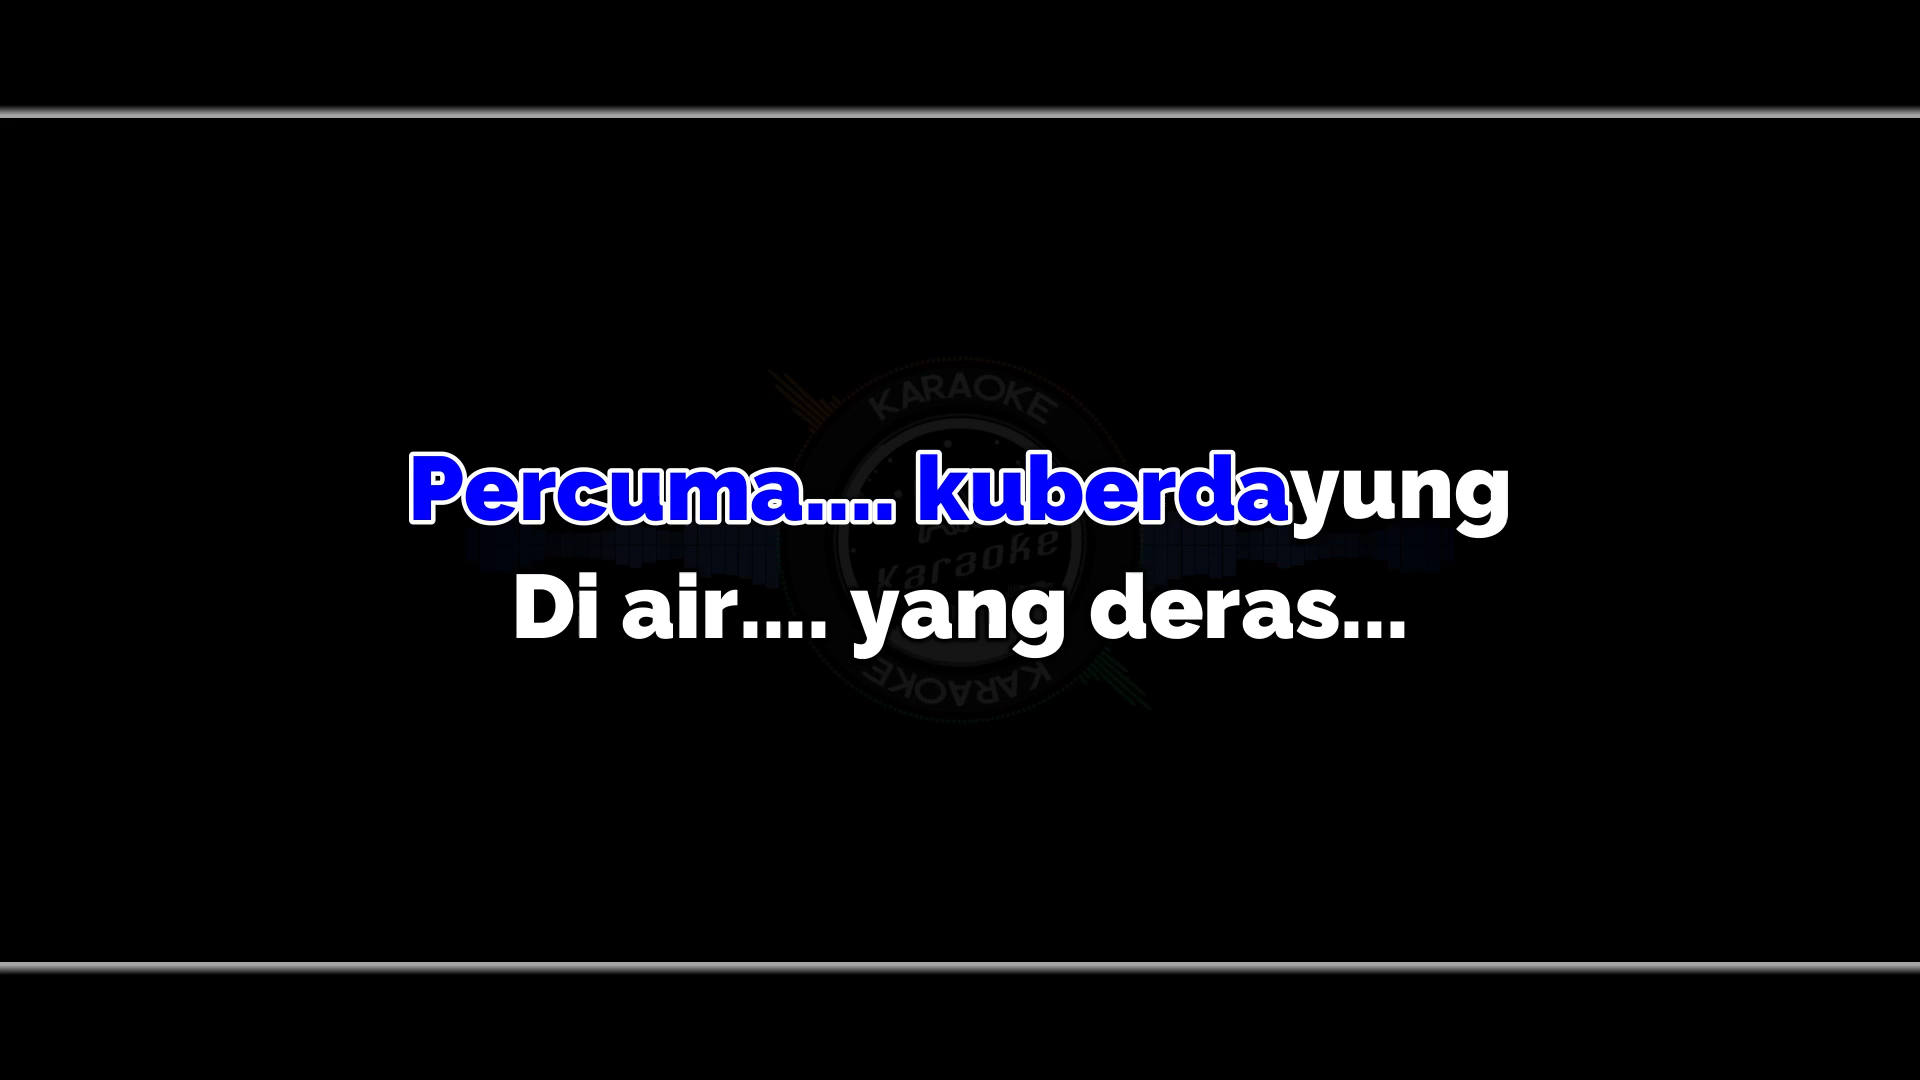 KARAOKE
Percuma.... kuberdayung
Karaoke
Di air.... yang deras...
KARAOKE